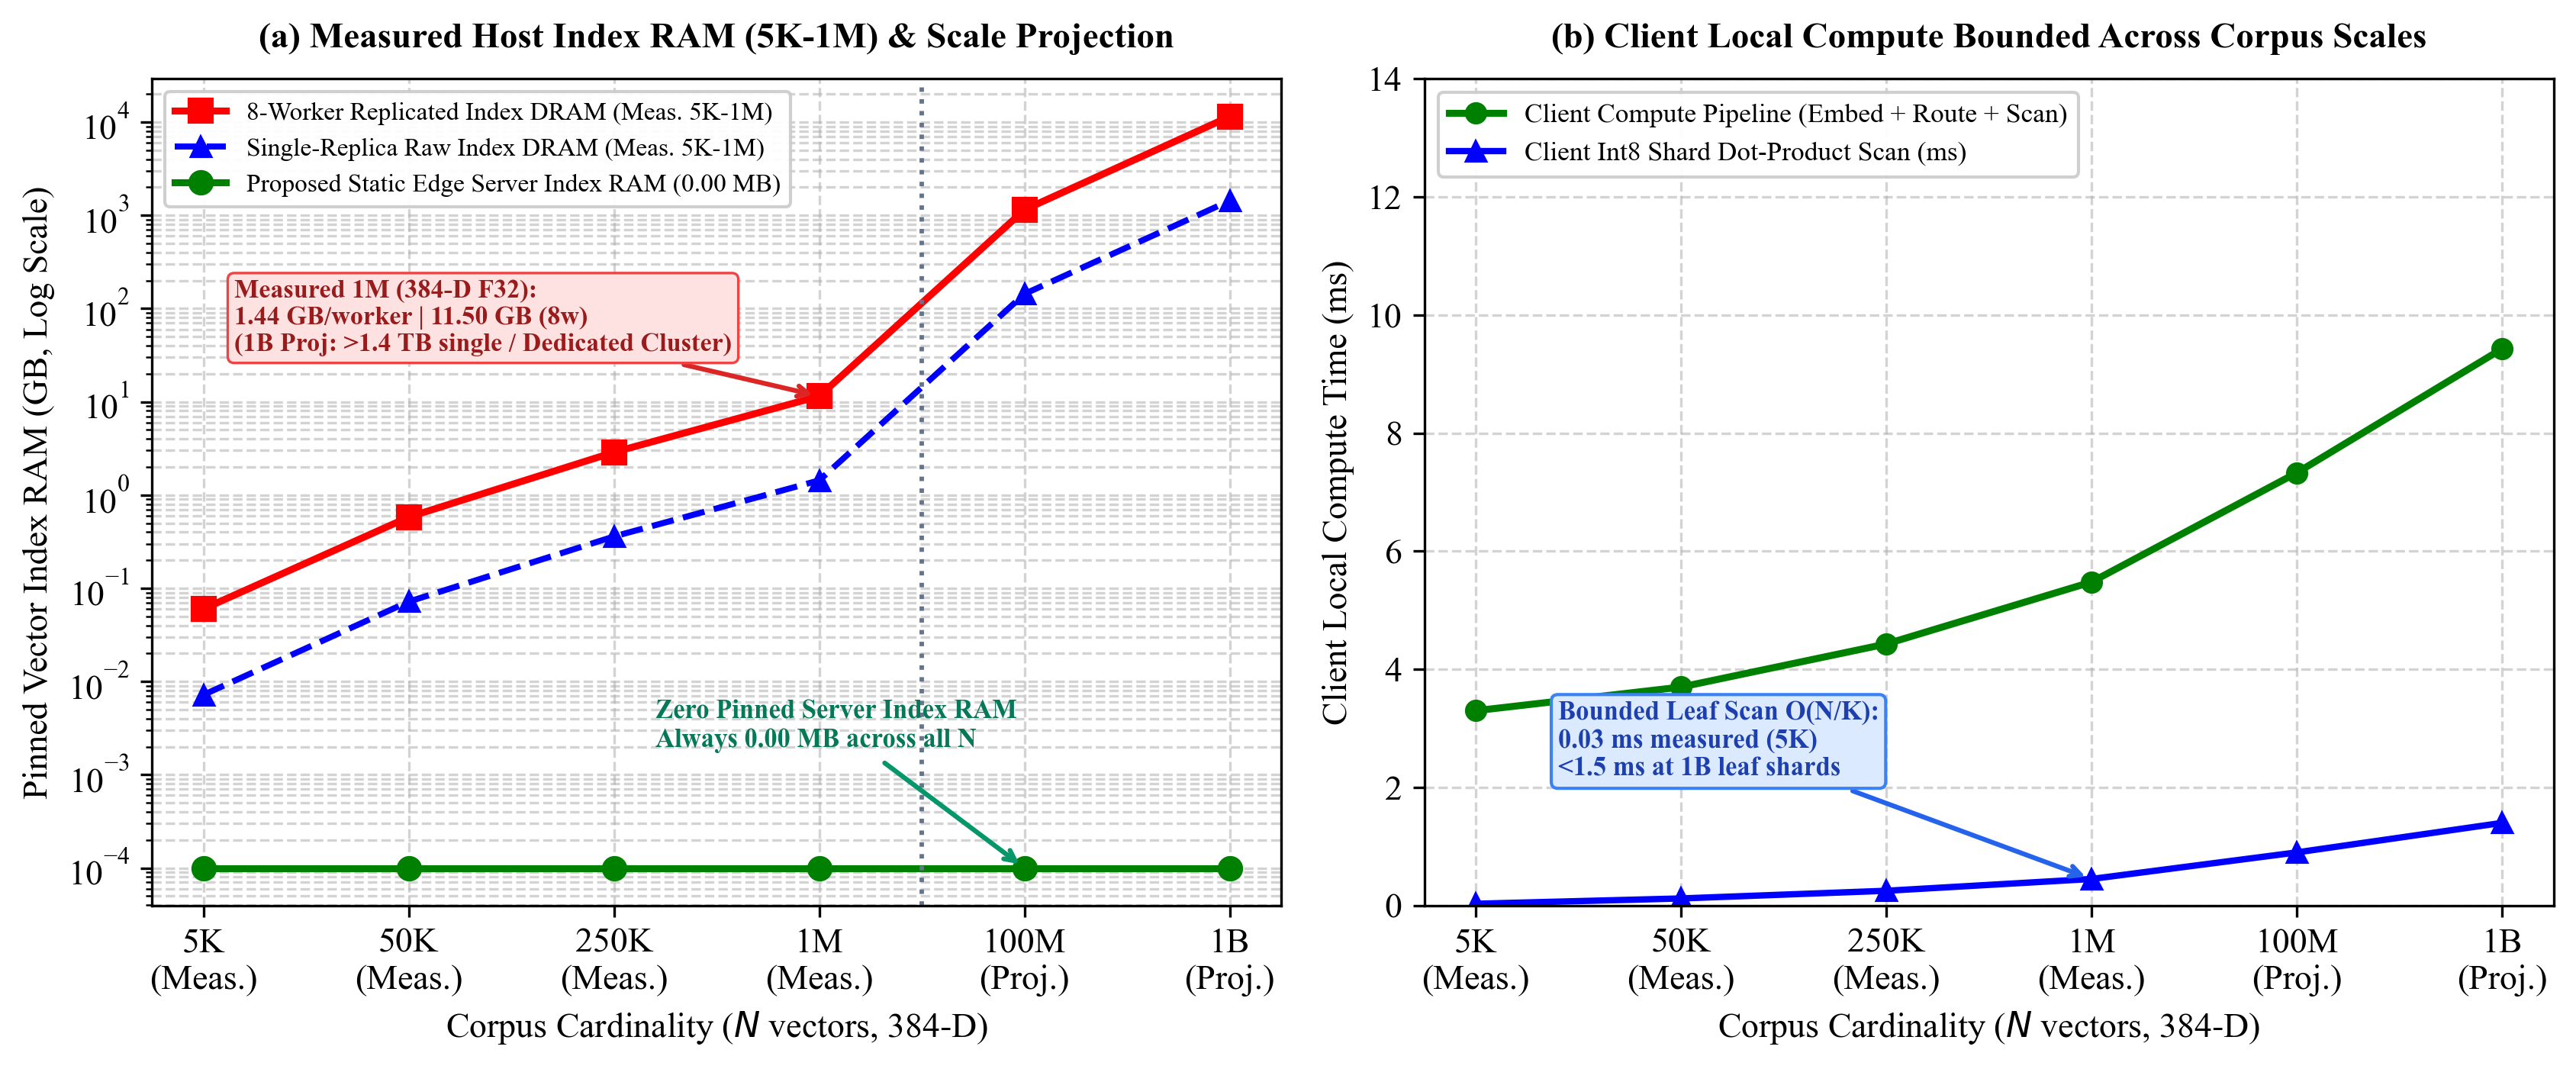 (a) Measured Host Index RAM (5K-1M) & Scale Projection
Pinned Vector Index RAM (GB, Log Scale)
10^4
10^3
10^2
10^1
10^0
10^−1
10^−2
10^−3
10^−4
8-Worker Replicated Index DRAM (Meas. 5K-1M)
Single-Replica Raw Index DRAM (Meas. 5K-1M)
Proposed Static Edge Server Index RAM (0.00 MB)
Measured 1M (384-D F32):
1.44 GB/worker | 11.50 GB (8w)
(1B Proj: >1.4 TB single / Dedicated Cluster)
Zero Pinned Server Index RAM
Always 0.00 MB across all N
5K (Meas.)
50K (Meas.)
250K (Meas.)
1M (Meas.)
100M (Proj.)
1B (Proj.)
Corpus Cardinality (N vectors, 384-D)
(b) Client Local Compute Bounded Across Corpus Scales
Client Local Compute Time (ms)
14
12
10
8
6
4
2
0
Client Compute Pipeline (Embed + Route + Scan)
Client Int8 Shard Dot-Product Scan (ms)
Bounded Leaf Scan O(N/K):
0.03 ms measured (5K)
<1.5 ms at 1B leaf shards
5K (Meas.)
50K (Meas.)
250K (Meas.)
1M (Meas.)
100M (Proj.)
1B (Proj.)
Corpus Cardinality (N vectors, 384-D)